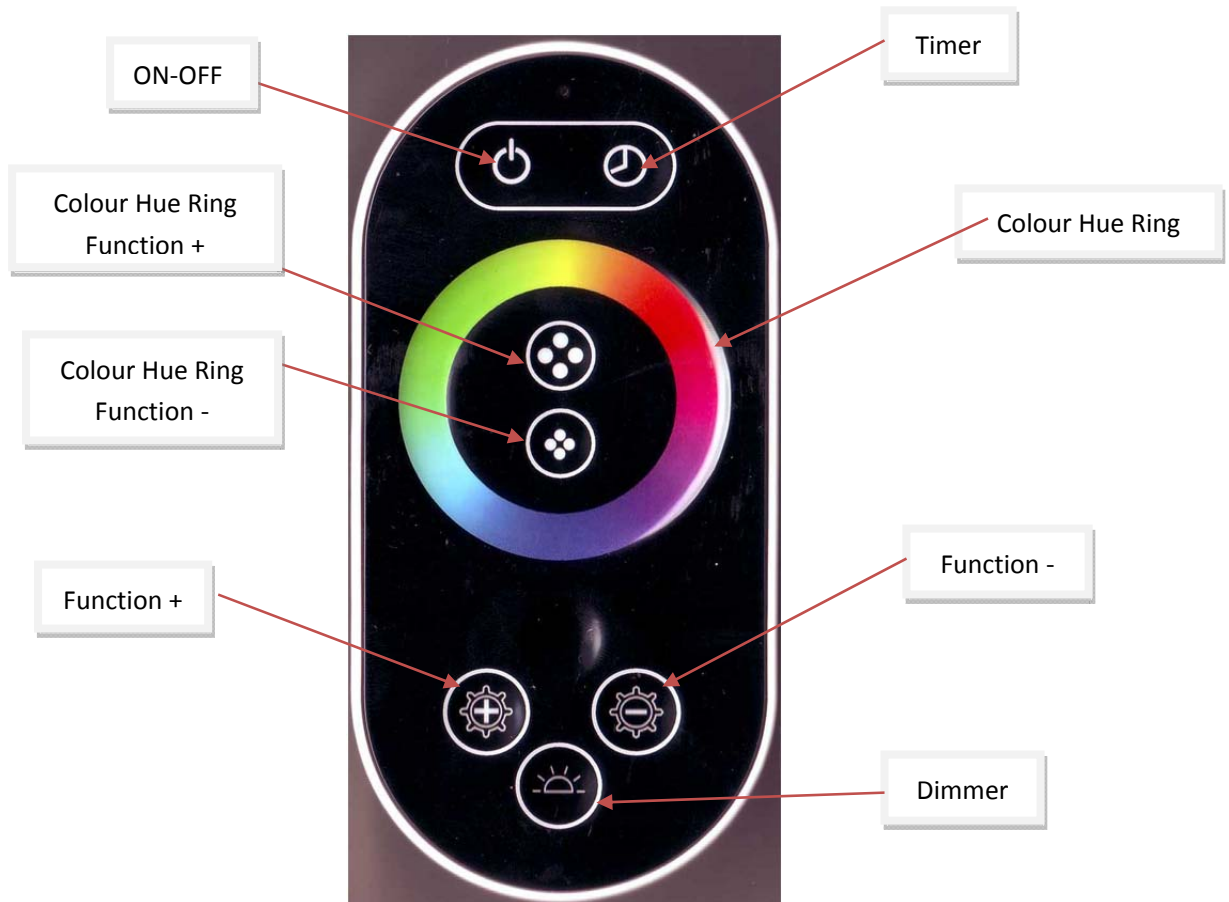 Timer
ON-OFF
Colour Hue Ring
Function +
Colour Hue Ring
Colour Hue Ring
Function -
Function -
Function +
Dimmer